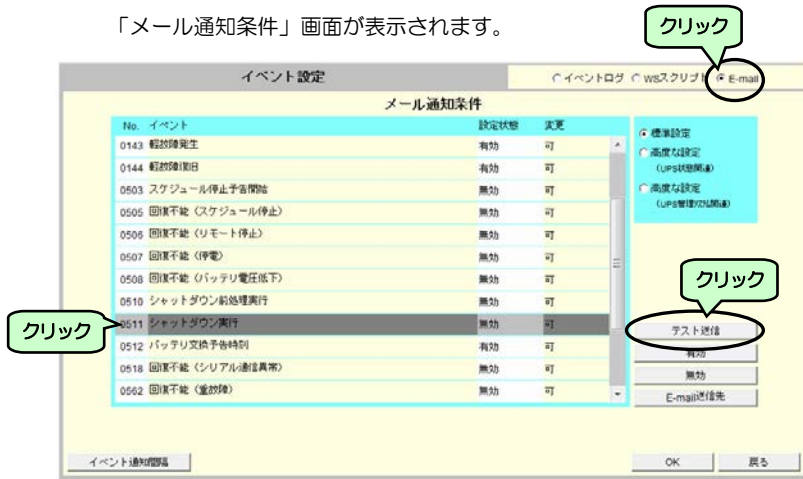 「メール通知条件」画面が表示されます。
クリック
イベント設定
イベントログ WSスクリプト E-mail
メール通知条件
No. イベント 設定状態 変更
0143 軽故障発生 有効 可
0144 軽故障復旧 有効 可
0503 スケジュール停止予告開始 無効 可
0505 回復不能（スケジュール停止） 無効 可
0506 回復不能（リモート停止） 無効 可
0507 回復不能（停電） 無効 可
0508 回復不能（バッテリ電圧低下） 無効 可
0510 シャットダウン前処理実行 無効 可
0511 シャットダウン実行 無効 可
0512 バッテリ交換予告時刻 有効 可
0518 回復不能（シリアル通信異常） 無効 可
0562 回復不能（重故障） 無効 可
標準設定
高度な設定
（UPS状態関連）
高度な設定
（UPS管理ｼｽﾃﾑ関連）
クリック
クリック
テスト送信
有効
無効
E-mail送信先
イベント通知間隔
OK 戻る